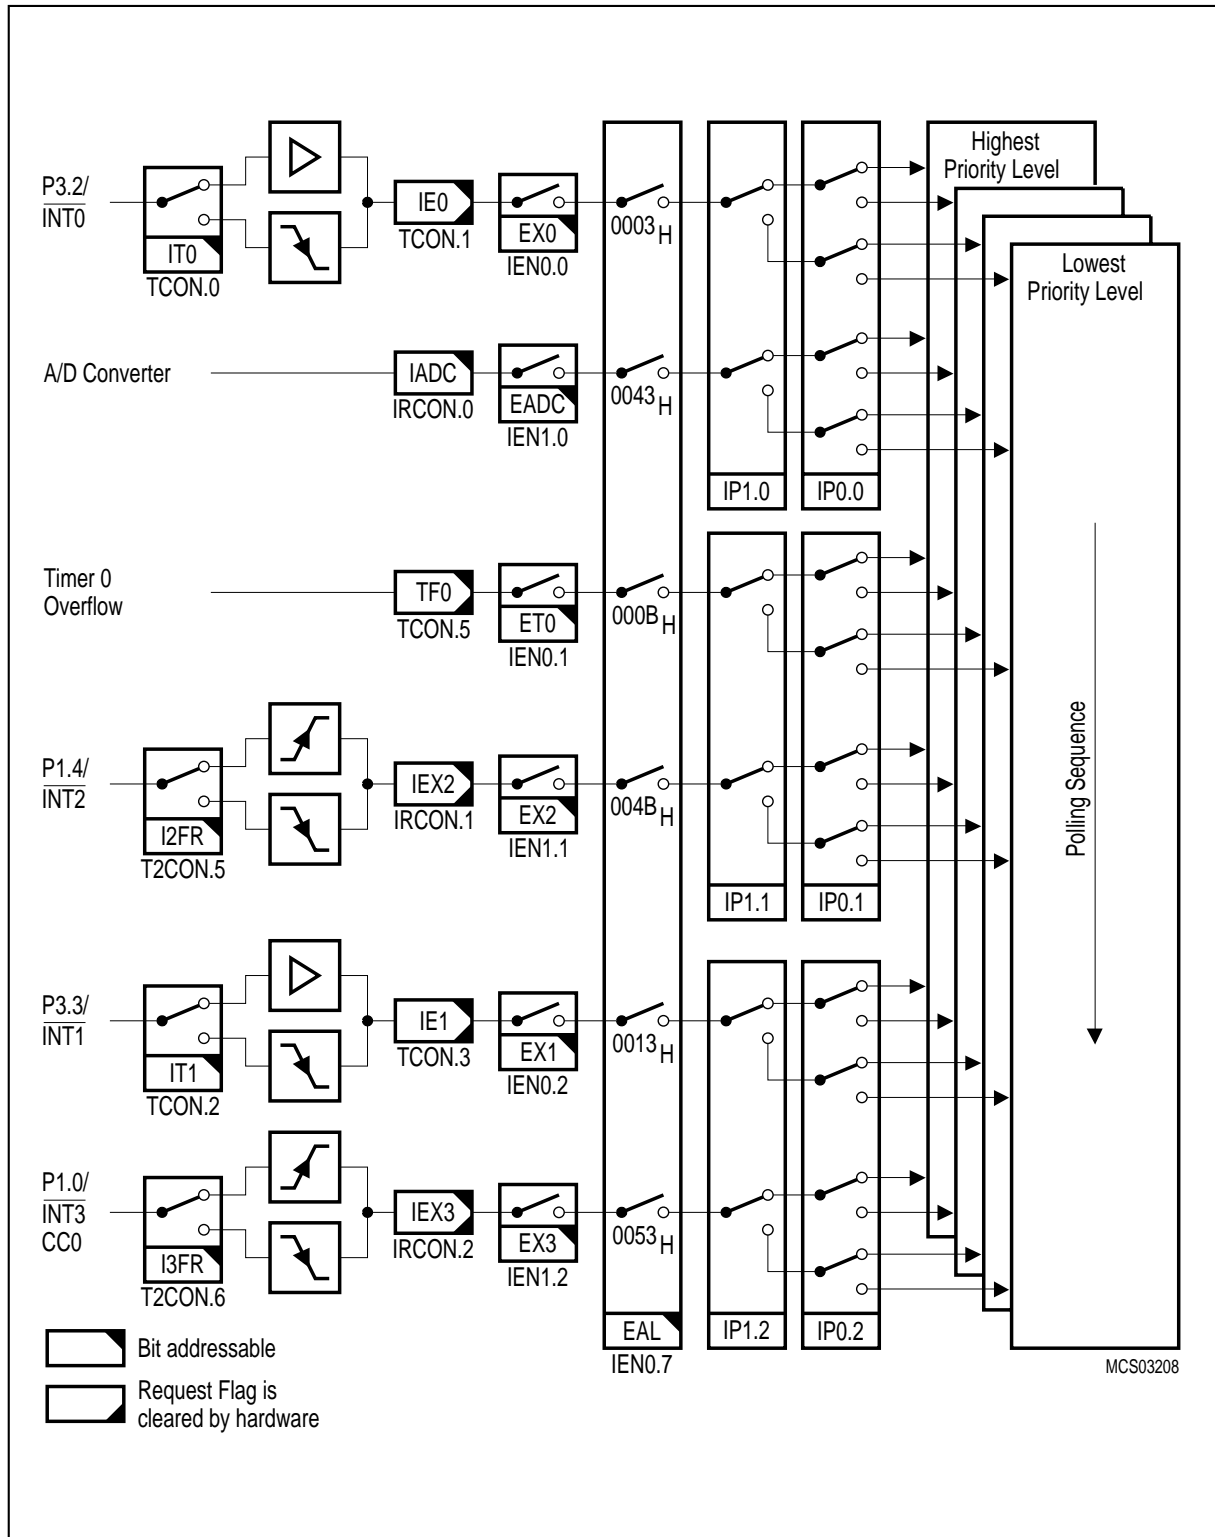 Highest
Priority Level
Lowest
Priority Level
P3.2/
INT0
IT0
TCON.0
IE0
TCON.1
EX0
IEN0.0
0003H
A/D Converter
IADC
IRCON.0
EADC
IEN1.0
0043H
IP1.0
IP0.0
Timer 0
Overflow
TF0
TCON.5
ET0
IEN0.1
000BH
P1.4/
INT2
I2FR
T2CON.5
IEX2
IRCON.1
EX2
IEN1.1
004BH
IP1.1
IP0.1
Polling Sequence
P3.3/
INT1
IT1
TCON.2
IE1
TCON.3
EX1
IEN0.2
0013H
P1.0/
INT3
CC0
I3FR
T2CON.6
IEX3
IRCON.2
EX3
IEN1.2
0053H
EAL
IEN0.7
IP1.2
IP0.2
MCS03208
Bit addressable
Request Flag is
cleared by hardware